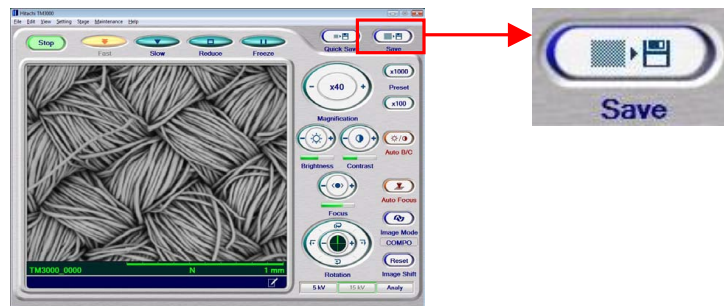 Hitachi TM3000
File Edit View Setting Stage Maintenance Help
Stop
Fast
Slow
Reduce
Freeze
Quick Save
Save
x40
Magnification
x1000
Preset
x100
Brightness
Contrast
Auto B/C
Focus
Auto Focus
Image Mode
COMPO
Rotation
Reset
Image Shift
TM3000_0000 N 1 mm
5 kV 15 kV Analy
Save